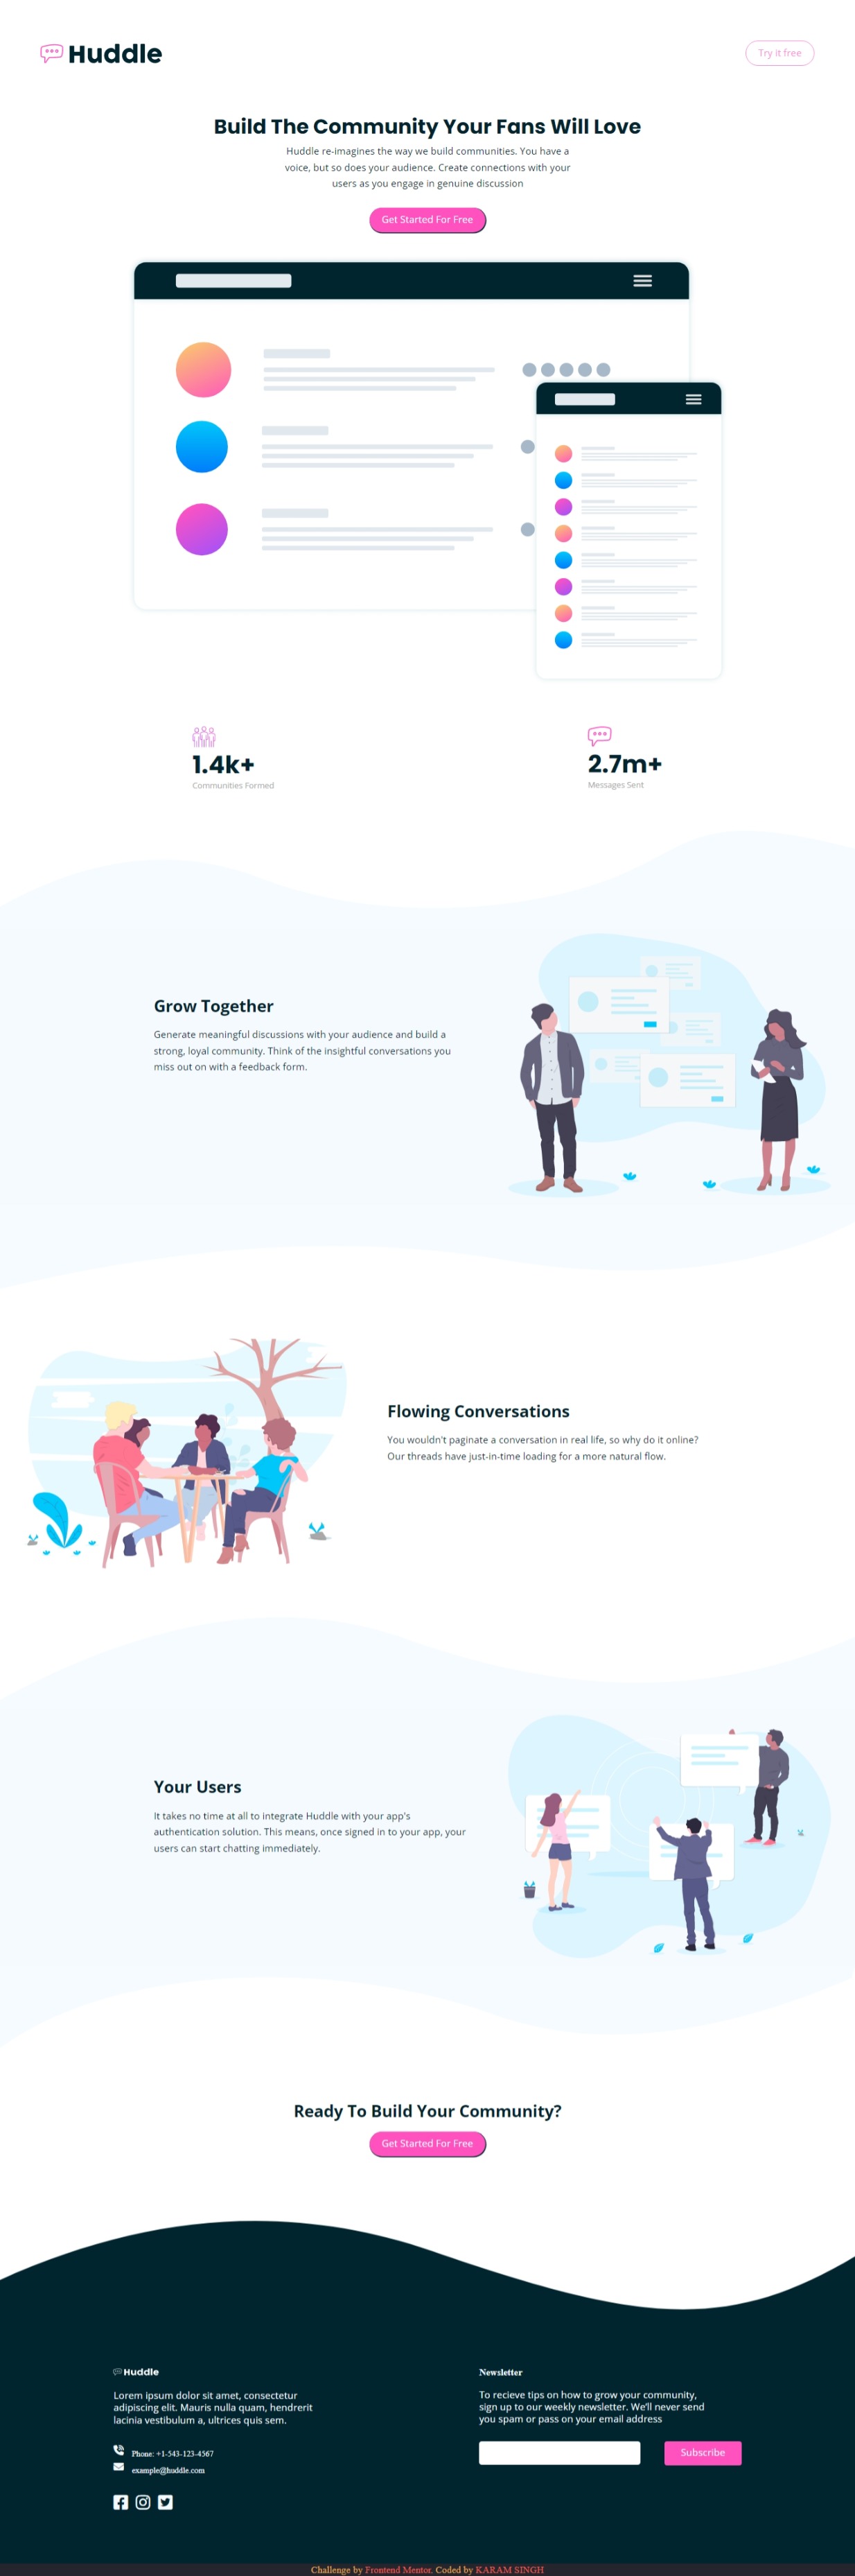 Huddle
Try it free
Build The Community Your Fans Will Love
Huddle re-imagines the way we build communities. You have a
voice, but so does your audience. Create connections with your
users as you engage in genuine discussion
Get Started For Free
1.4k+
Communities Formed
2.7m+
Messages Sent
Grow Together
Generate meaningful discussions with your audience and build a
strong, loyal community. Think of the insightful conversations you
miss out on with a feedback form.
Flowing Conversations
You wouldn't paginate a conversation in real life, so why do it online?
Our threads have just-in-time loading for a more natural flow.
Your Users
It takes no time at all to integrate Huddle with your app's
authentication solution. This means, once signed in to your app, your
users can start chatting immediately.
Ready To Build Your Community?
Get Started For Free
Huddle
Lorem ipsum dolor sit amet, consectetur
adipiscing elit. Mauris nulla quam, hendrerit
lacinia vestibulum a, ultrices quis sem.
Phone: +1-543-123-4567
example@huddle.com
Newsletter
To recieve tips on how to grow your community,
sign up to our weekly newsletter. We'll never send
you spam or pass on your email address
Subscribe
Challenge by Frontend Mentor. Coded by KARAM SINGH